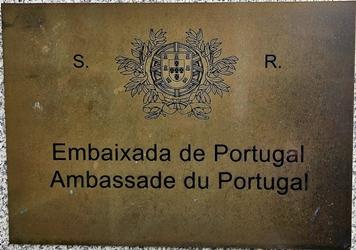 S. R.
Embaixada de Portugal
Ambassade du Portugal